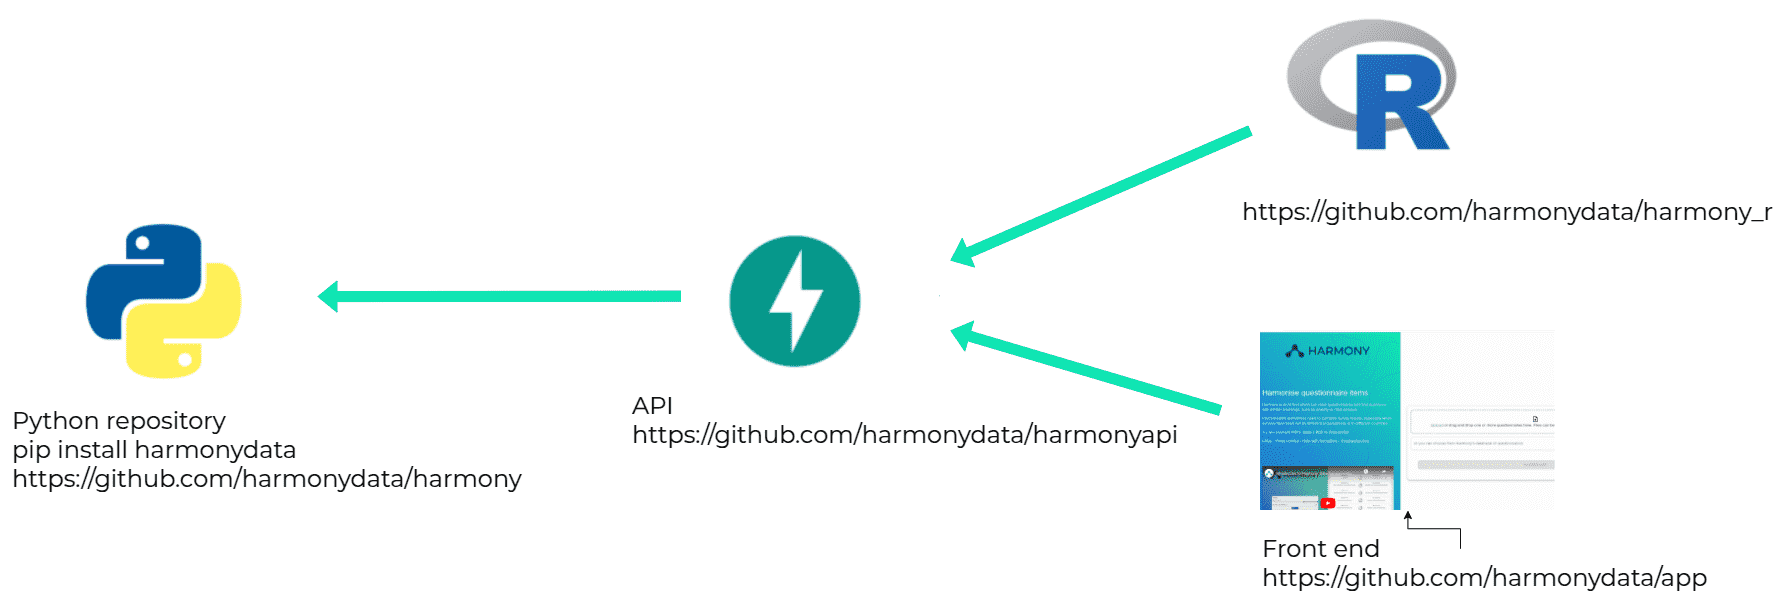 https://github.com/harmonydata/harmony_r
Python repository
pip install harmonydata
https://github.com/harmonydata/harmony
API
https://github.com/harmonydata/harmonyapi
HARMONY
Harmonise questionnaire items
Front end
https://github.com/harmonydata/app